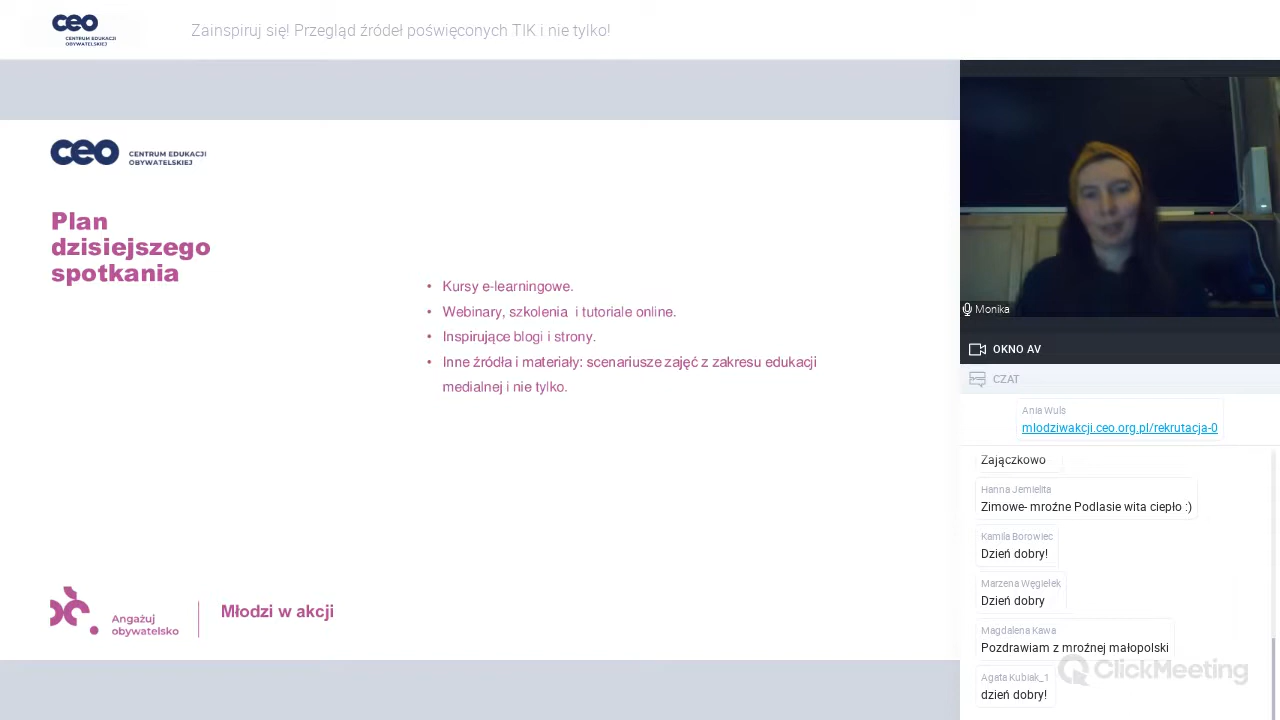 ceo
CENTRUM EDUKACJI
OBYWATELSKIEJ
Zainspiruj się! Przegląd źródeł poświęconych TIK i nie tylko!
ceo
CENTRUM EDUKACJI
OBYWATELSKIEJ
Plan
dzisiejszego
spotkania
• Kursy e-learningowe.
• Webinary, szkolenia i tutoriale online.
• Inspirujące blogi i strony.
• Inne źródła i materiały: scenariusze zajęć z zakresu edukacji
medialnej i nie tylko.
Angażuj
obywatelsko
Młodzi w akcji
Monika
OKNO AV
CZAT
Ania Wuls
mlodziwakcji.ceo.org.pl/rekrutacja-0
Zajączkowo
Hanna Jemielita
Zimowe- mroźne Podlasie wita ciepło :)
Kamila Borowiec
Dzień dobry!
Marzena Węgiełek
Dzień dobry
Magdalena Kawa
Pozdrawiam z mroźnej małopolski
Agata Kubiak_1
dzień dobry!
ClickMeeting